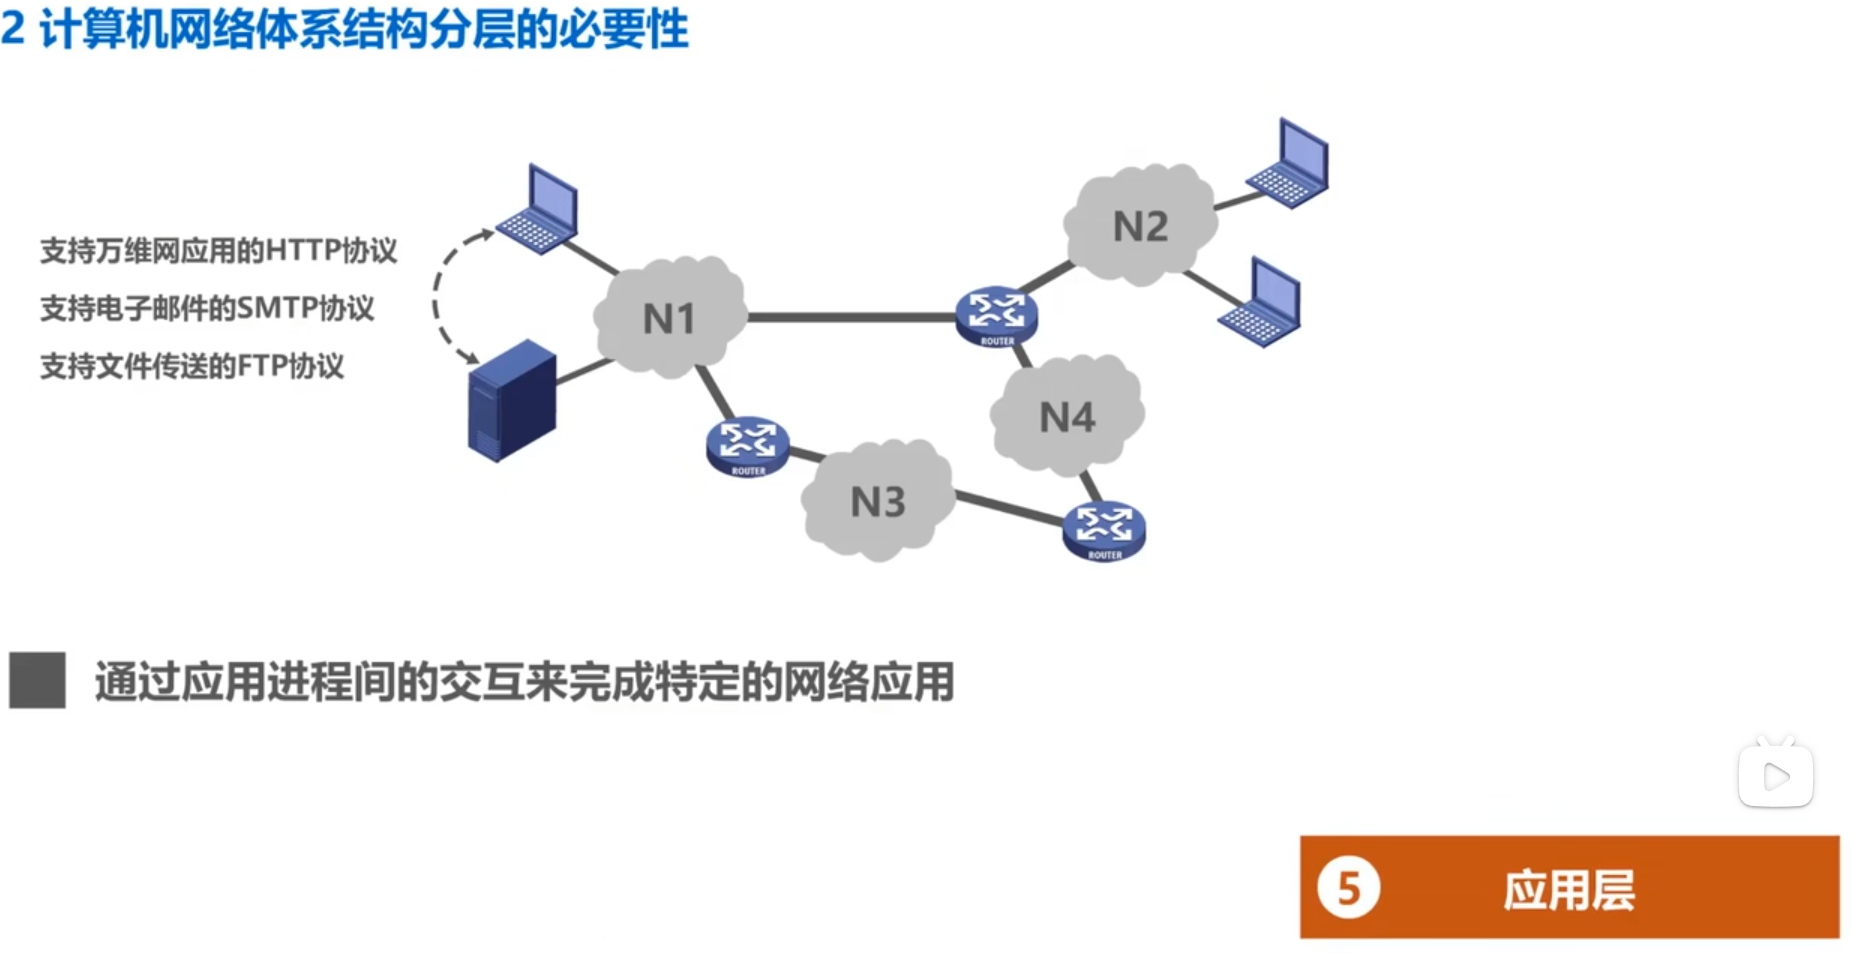 2 计算机网络体系结构分层的必要性
支持万维网应用的HTTP协议
支持电子邮件的SMTP协议
支持文件传送的FTP协议
N1
N2
ROUTER
N4
ROUTER
N3
ROUTER
通过应用进程间的交互来完成特定的网络应用
5 应用层